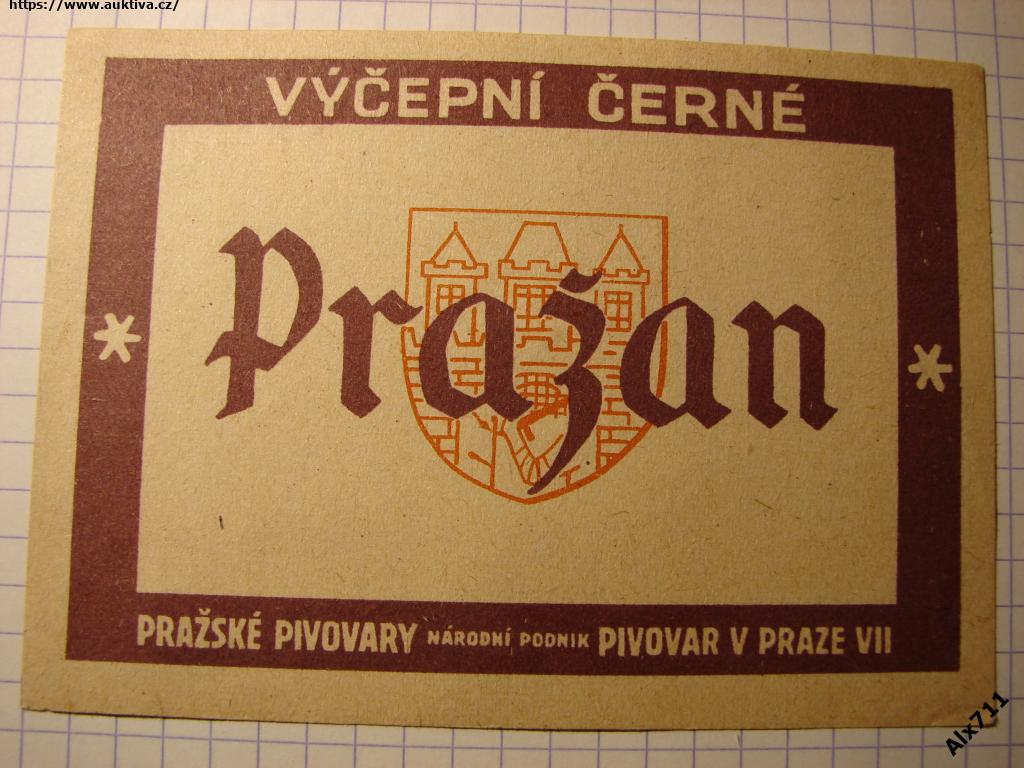 https://www.auktiva.cz/
VÝČEPNÍ ČERNÉ
Pražan
PRAŽSKÉ PIVOVARY NÁRODNÍ PODNIK PIVOVAR V PRAZE VII
Alx711